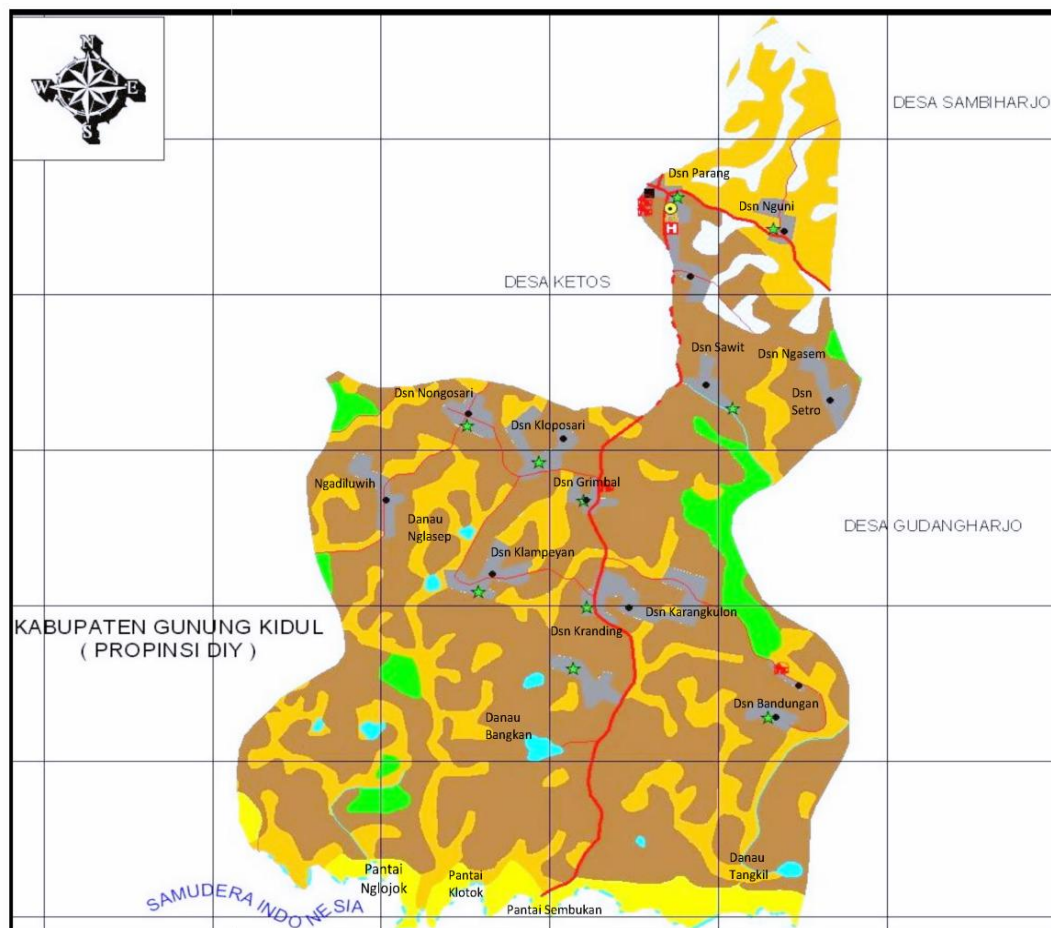 N
W E
S
DESA SAMBIHARJO
Dsn Parang
Dsn Nguni
H
DESA KETOS
Dsn Sawit
Dsn Ngasem
Dsn Nongosari
Dsn
Setro
Dsn Kloposari
Ngadiluwih
Dsn Grimbal
Danau
Nglasep
DESA GUDANGHARJO
Dsn Klampeyan
Dsn Karangkulon
KABUPATEN GUNUNG KIDUL
( PROPINSI DIY )
Dsn Kranding
Dsn Bandungan
Danau
Bangkan
Danau
Tangkil
Pantai
Nglojok
Pantai
Klotok
SAMUDERA INDONESIA
Pantai Sembukan